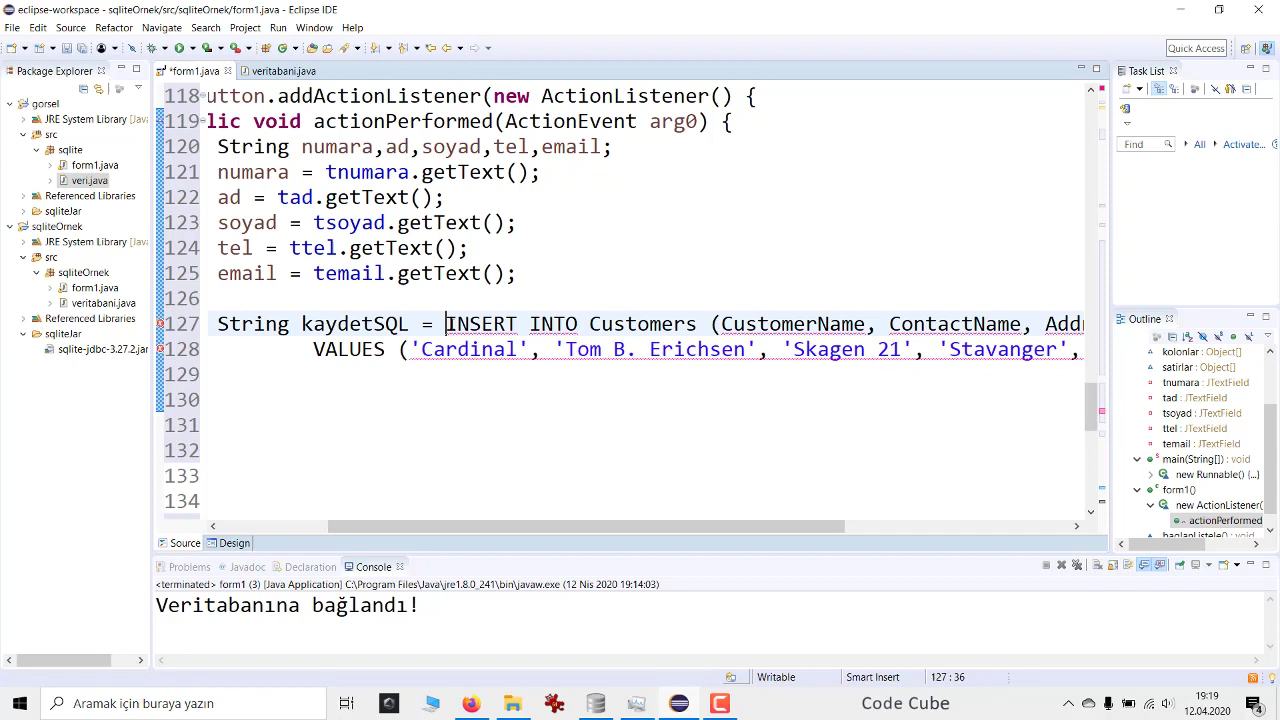 eclipse-workspace - sqliteOrnek/src/sqliteOrnek/form1.java - Eclipse IDE
File Edit Source Refactor Navigate Search Project Run Window Help
Quick Access
Package Explorer
*form1.java
veritabani.java
Task List
gorsel
JRE System Library [Jav
src
sqlite
form1.java
veri.java
Referenced Libraries
sqliteJar
sqliteOrnek
JRE System Library [Java
src
sqliteOrnek
form1.java
veritabani.java
Referenced Libraries
sqliteJar
sqlite-jdbc-3.27.2.jar
118 utton.addActionListener(new ActionListener() {
119 lic void actionPerformed(ActionEvent arg0) {
120 String numara,ad,soyad,tel,email;
121 numara = tnumara.getText();
122 ad = tad.getText();
123 soyad = tsoyad.getText();
124 tel = ttel.getText();
125 email = temail.getText();
126
127 String kaydetSQL = INSERT INTO Customers (CustomerName, ContactName, Add
128 VALUES ('Cardinal', 'Tom B. Erichsen', 'Skagen 21', 'Stavanger',
129
130
131
132
133
134
Find
All
Activate...
Outline
kolonlar : Object[]
satirlar : Object[]
tnumara : JTextField
tad : JTextField
tsoyad : JTextField
ttel : JTextField
temail : JTextField
main(String[]) : void
new Runnable() {...}
form1()
new ActionListener(
actionPerformed
Source Design
Problems Javadoc Declaration Console
<terminated> form1 (3) [Java Application] C:\Program Files\Java\jre1.8.0_241\bin\javaw.exe (12 Nis 2020 19:14:03)
Veritabanına bağlandı!
Writable
Smart Insert
127 : 36
Aramak için buraya yazın
Code Cube
19:19
12.04.2020
4